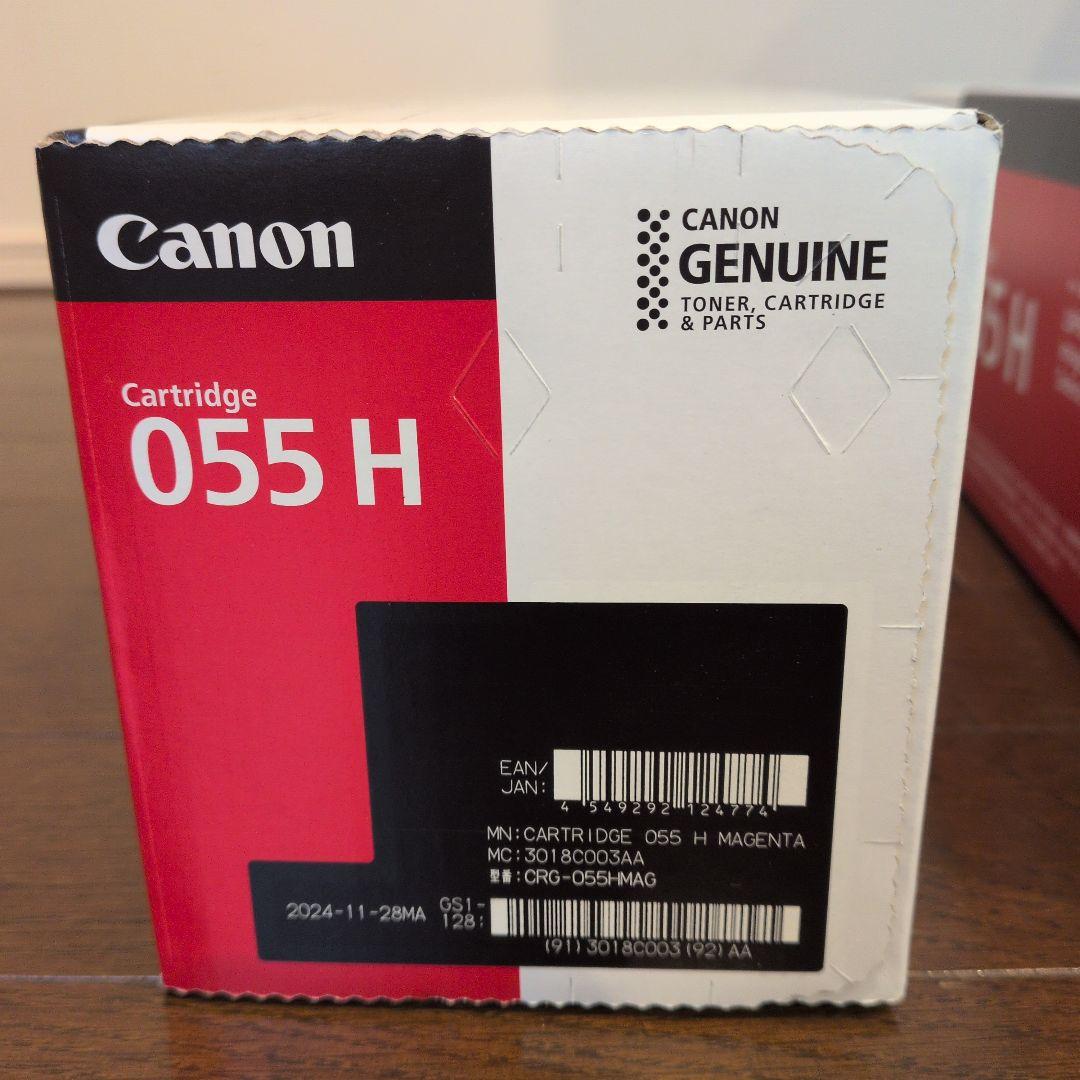 Canon
CANON
GENUINE
TONER, CARTRIDGE
& PARTS
Cartridge
055 H
5H
EAN/
JAN:
4 549292 124774
MN:CARTRIDGE 055 H MAGENTA
MC:3018C003AA
型番:CRG-055HMAG
2024-11-28MA
GS1-
128:
(91)3018C003(92)AA